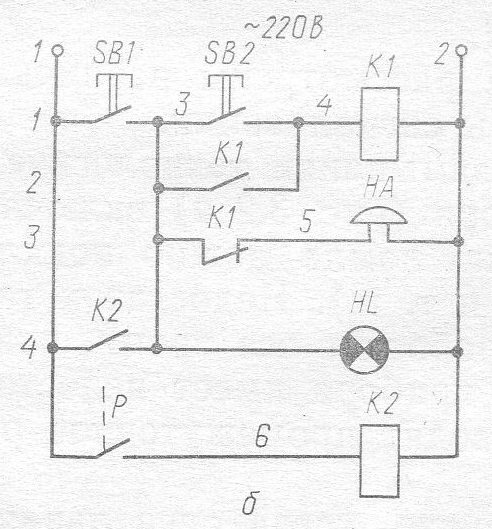 ~220В
1 SB1 SB2 K1 2
1 3 4
2 K1 HA
3 K1 5
4 K2 HL
P 6 K2
б